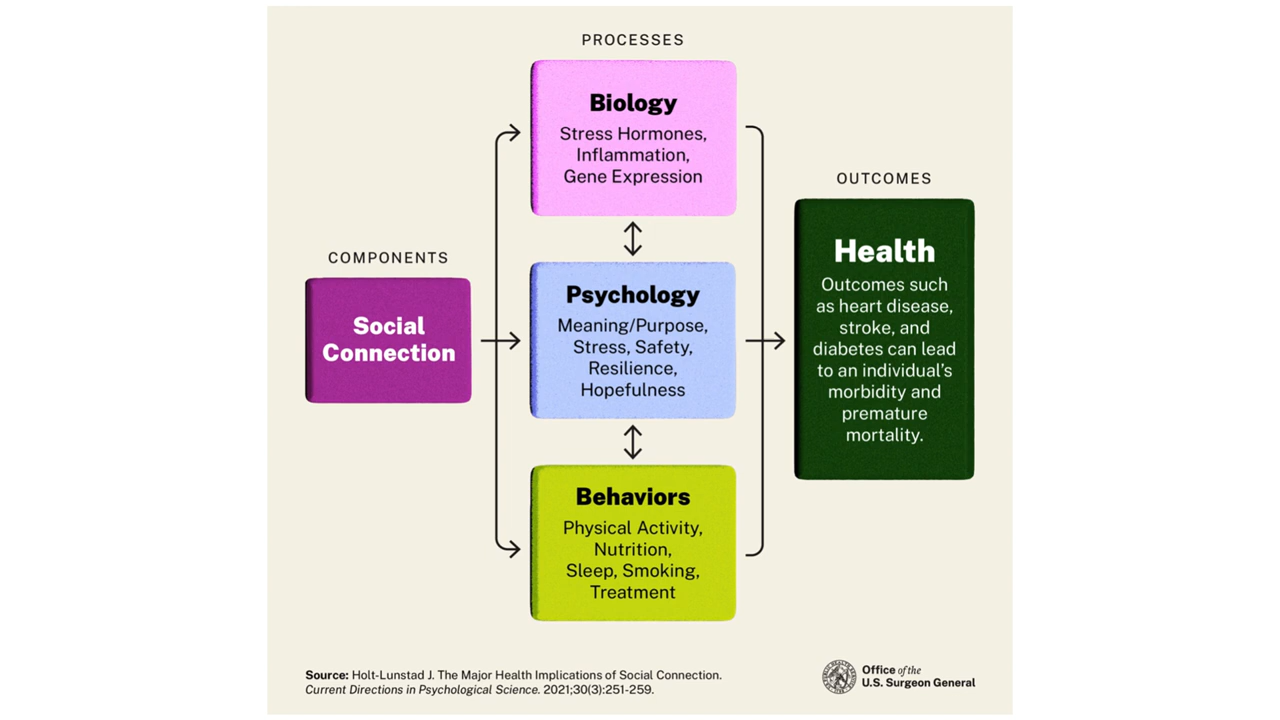 PROCESSES
Biology
Stress Hormones,
Inflammation,
Gene Expression
OUTCOMES
COMPONENTS
Social
Connection
Psychology
Meaning/Purpose,
Stress, Safety,
Resilience,
Hopefulness
Health
Outcomes such
as heart disease,
stroke, and
diabetes can lead
to an individual’s
morbidity and
premature
mortality.
Behaviors
Physical Activity,
Nutrition,
Sleep, Smoking,
Treatment
Source: Holt-Lunstad J. The Major Health Implications of Social Connection.
Current Directions in Psychological Science. 2021;30(3):251-259.
Office of the
U.S. Surgeon General